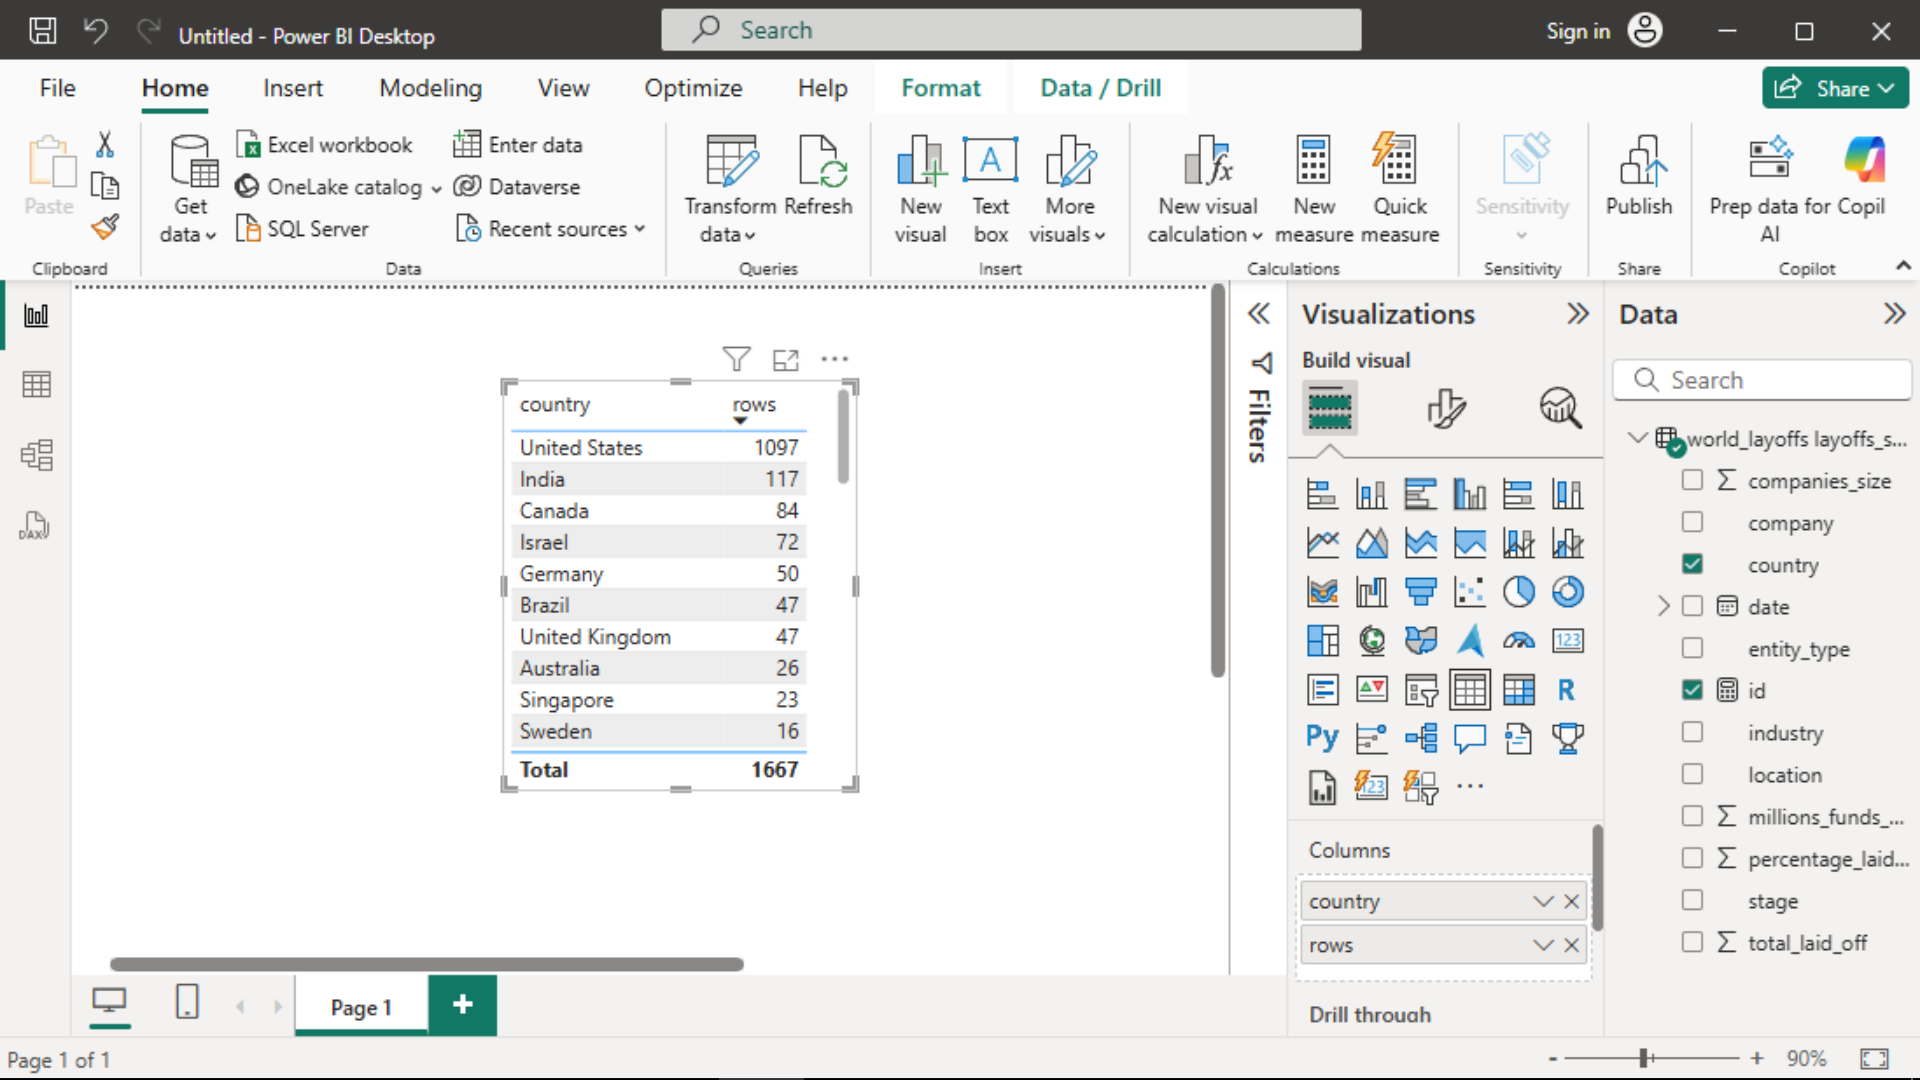 Untitled - Power BI Desktop
Search
Sign in
File
Home
Insert
Modeling
View
Optimize
Help
Format
Data / Drill
Share
Paste
Get data
Excel workbook
OneLake catalog
SQL Server
Enter data
Dataverse
Recent sources
Transform data
Refresh
New visual
Text box
More visuals
New visual calculation
New measure
Quick measure
Sensitivity
Publish
Prep data for AI
Copil
Clipboard
Data
Queries
Insert
Calculations
Sensitivity
Share
Copilot
country rows
United States 1097
India 117
Canada 84
Israel 72
Germany 50
Brazil 47
United Kingdom 47
Australia 26
Singapore 23
Sweden 16
Total 1667
Filters
Visualizations
Build visual
123
R
Py
123
Columns
country
rows
Drill through
Data
Search
world_layoffs layoffs_s...
companies_size
company
country
date
entity_type
id
industry
location
millions_funds_...
percentage_laid...
stage
total_laid_off
DAX
Page 1
Page 1 of 1
90%